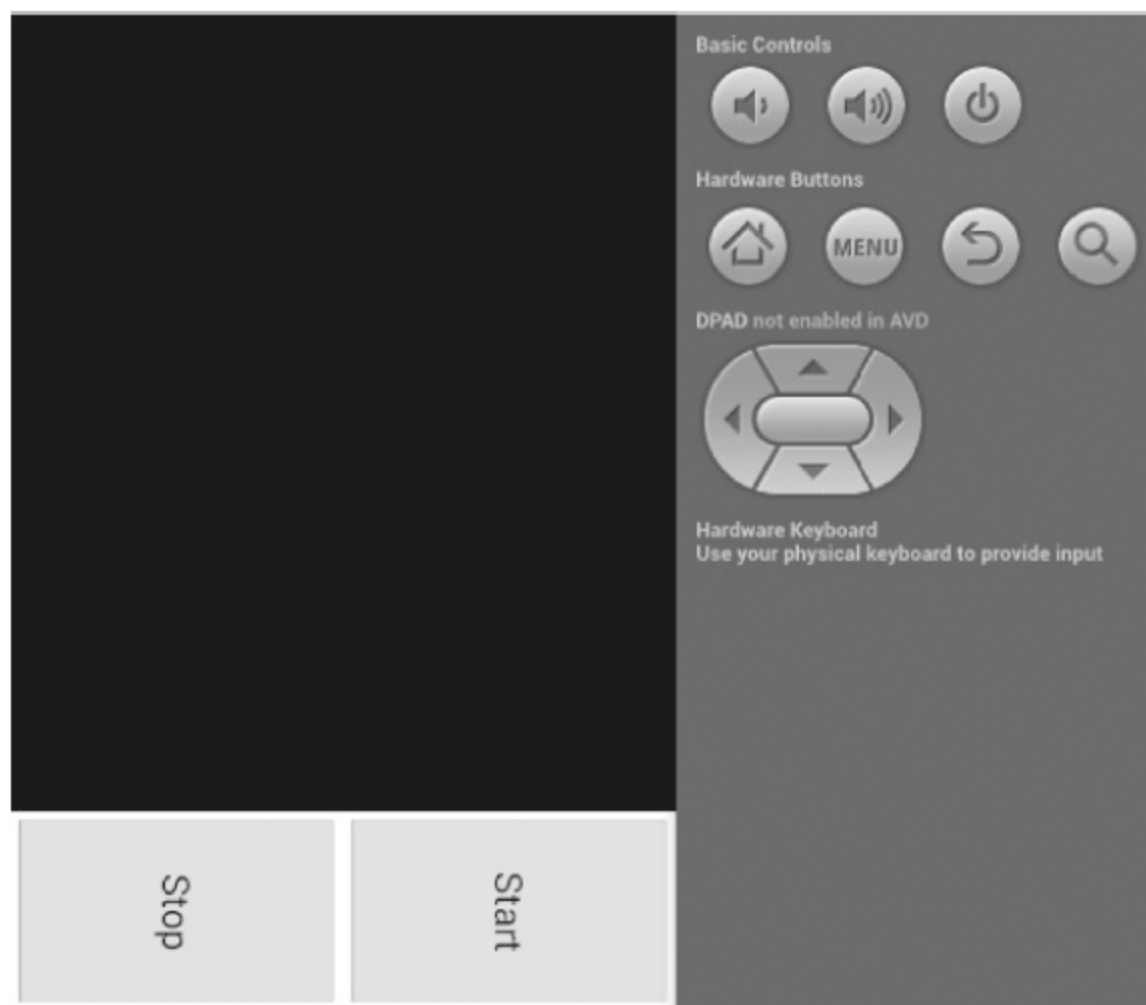 Basic Controls
Hardware Buttons
MENU
DPAD not enabled in AVD
Hardware Keyboard
Use your physical keyboard to provide input
Stop
Start